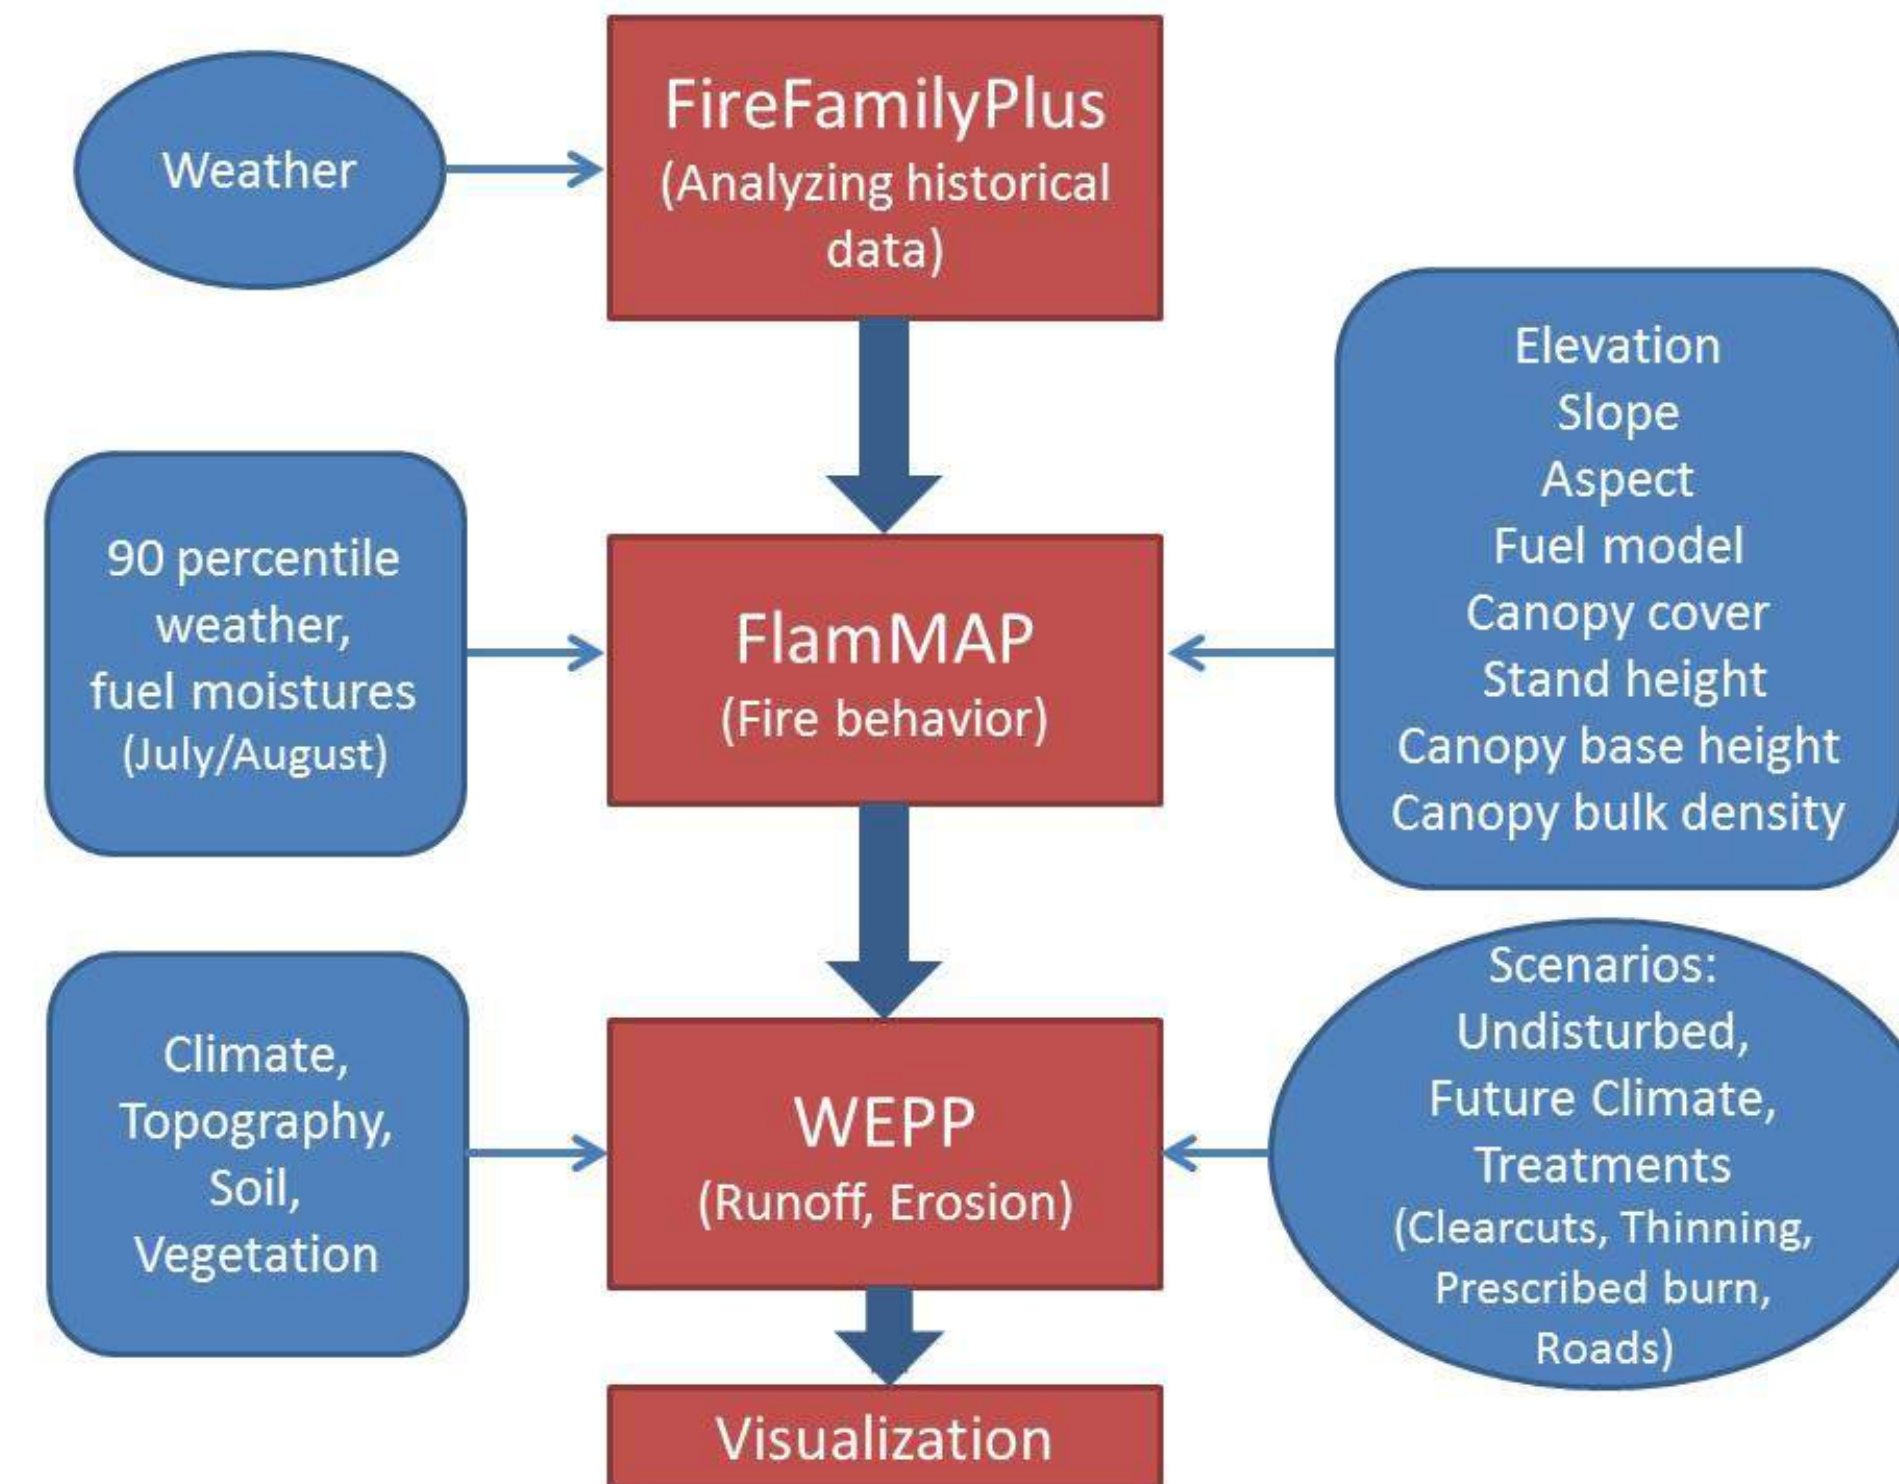 Weather
FireFamilyPlus
(Analyzing historical
data)
90 percentile
weather,
fuel moistures
(July/August)
FlamMAP
(Fire behavior)
Elevation
Slope
Aspect
Fuel model
Canopy cover
Stand height
Canopy base height
Canopy bulk density
Climate,
Topography,
Soil,
Vegetation
WEPP
(Runoff, Erosion)
Scenarios:
Undisturbed,
Future Climate,
Treatments
(Clearcuts, Thinning,
Prescribed burn,
Roads)
Visualization